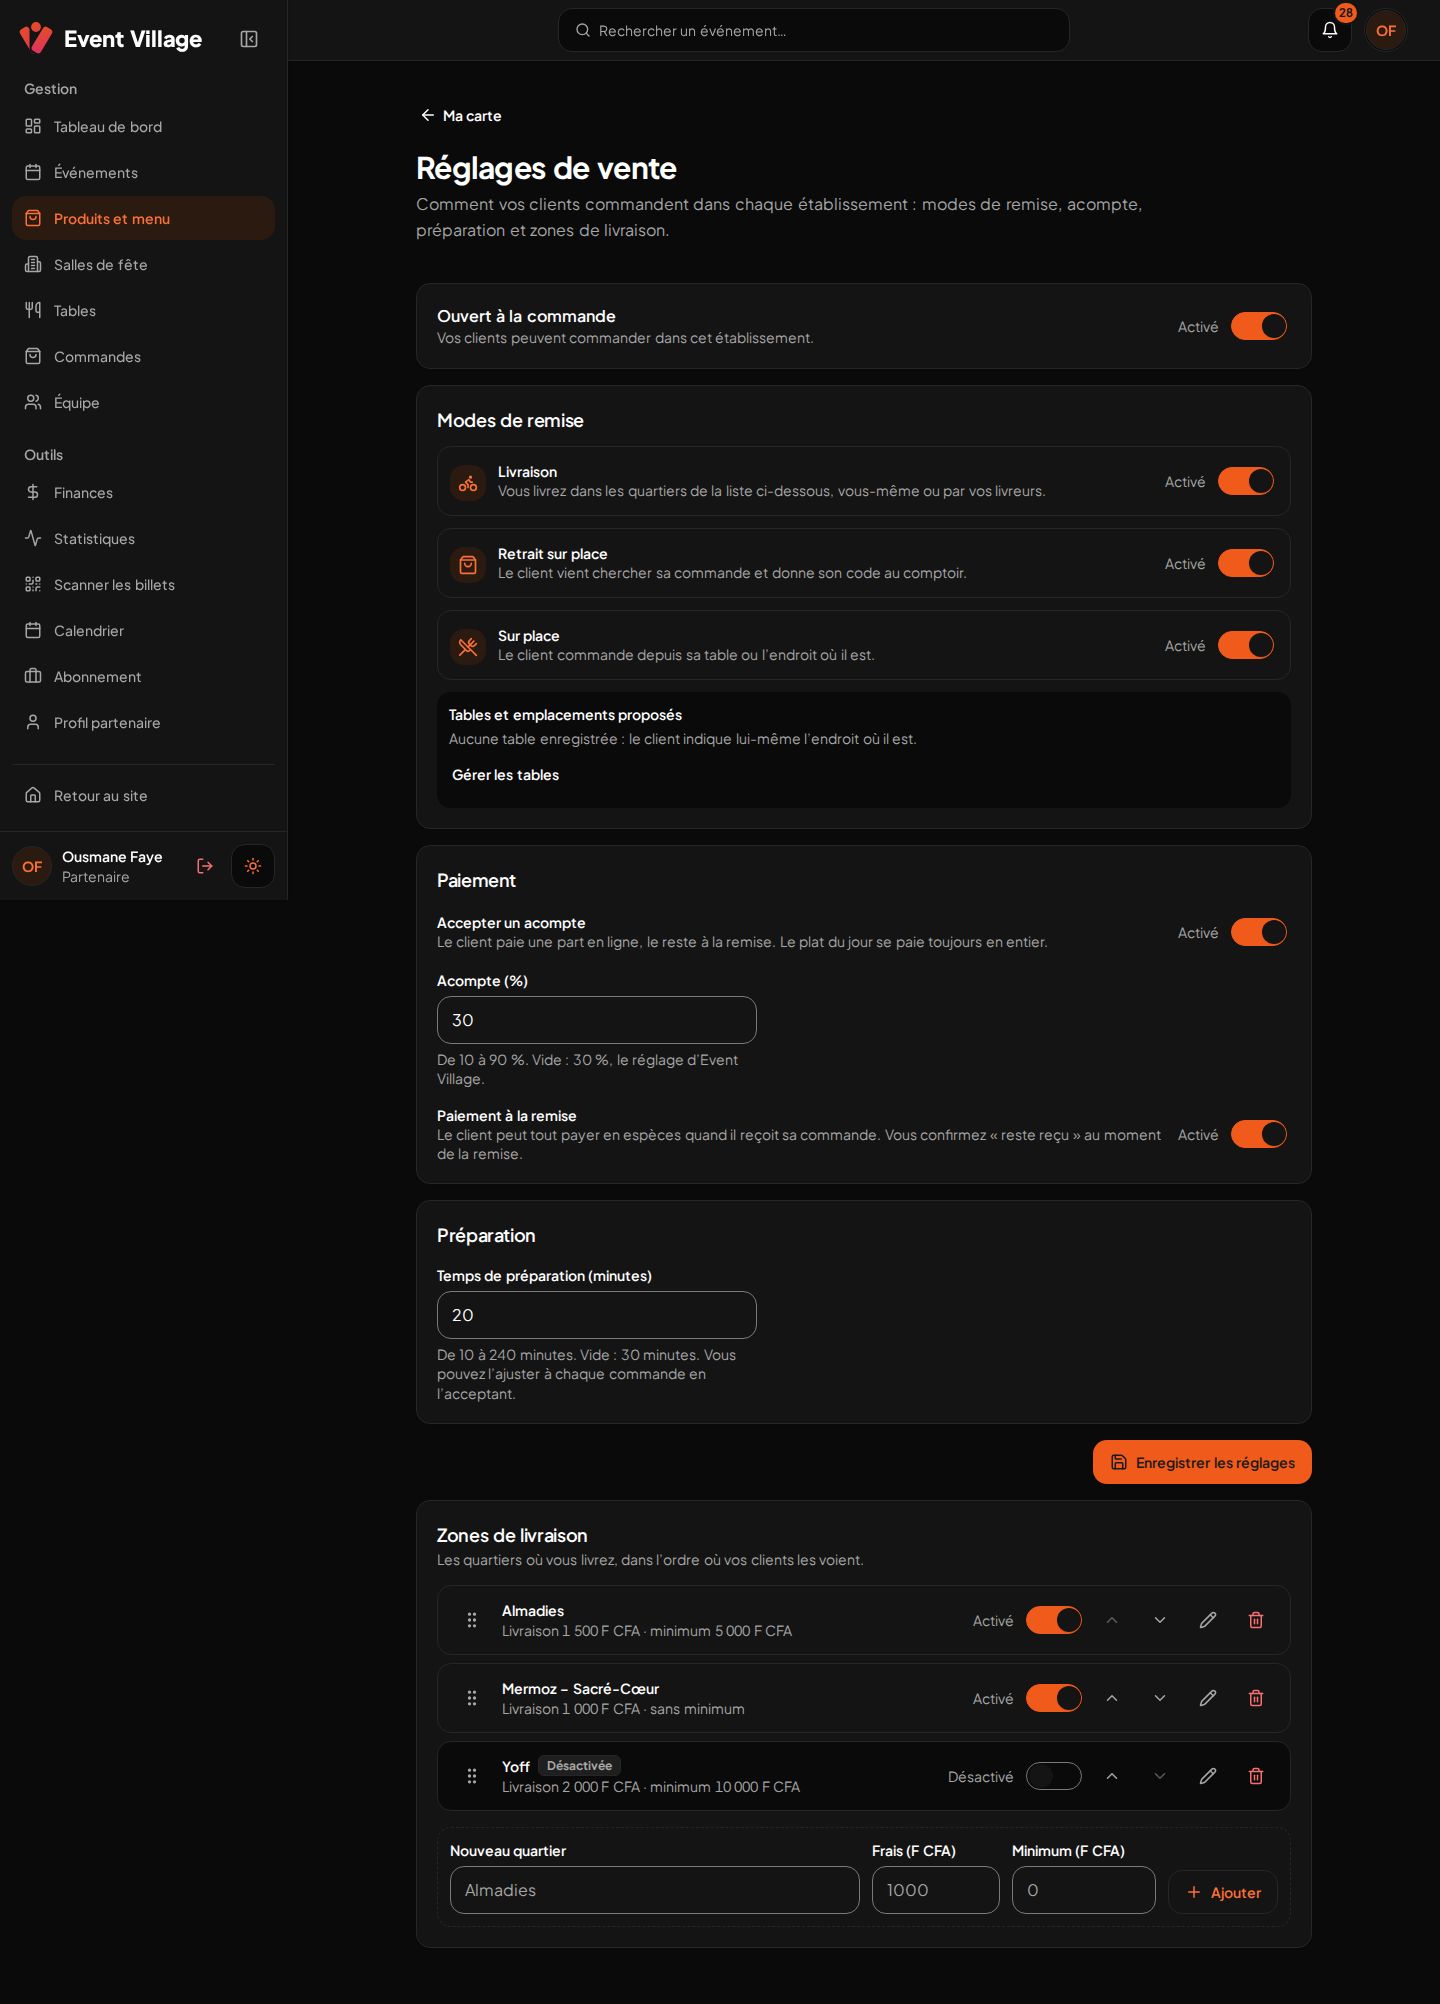 Event Village
Rechercher un événement…
28
OF
Gestion
Tableau de bord
Événements
Produits et menu
Salles de fête
Tables
Commandes
Équipe
Outils
Finances
Statistiques
Scanner les billets
Calendrier
Abonnement
Profil partenaire
Retour au site
OF
Ousmane Faye
Partenaire
Ma carte
Réglages de vente
Comment vos clients commandent dans chaque établissement : modes de remise, acompte,
préparation et zones de livraison.
Ouvert à la commande
Vos clients peuvent commander dans cet établissement.
Activé
Modes de remise
Livraison
Vous livrez dans les quartiers de la liste ci-dessous, vous-même ou par vos livreurs.
Activé
Retrait sur place
Le client vient chercher sa commande et donne son code au comptoir.
Activé
Sur place
Le client commande depuis sa table ou l’endroit où il est.
Activé
Tables et emplacements proposés
Aucune table enregistrée : le client indique lui-même l’endroit où il est.
Gérer les tables
Paiement
Accepter un acompte
Le client paie une part en ligne, le reste à la remise. Le plat du jour se paie toujours en entier.
Activé
Acompte (%)
30
De 10 à 90 %. Vide : 30 %, le réglage d’Event
Village.
Paiement à la remise
Le client peut tout payer en espèces quand il reçoit sa commande. Vous confirmez « reste reçu » au moment
de la remise.
Activé
Préparation
Temps de préparation (minutes)
20
De 10 à 240 minutes. Vide : 30 minutes. Vous
pouvez l’ajuster à chaque commande en
l’acceptant.
Enregistrer les réglages
Zones de livraison
Les quartiers où vous livrez, dans l’ordre où vos clients les voient.
Almadies
Livraison 1 500 F CFA · minimum 5 000 F CFA
Activé
Mermoz – Sacré-Cœur
Livraison 1 000 F CFA · sans minimum
Activé
Yoff Désactivée
Livraison 2 000 F CFA · minimum 10 000 F CFA
Désactivé
Nouveau quartier
Almadies
Frais (F CFA)
1000
Minimum (F CFA)
0
Ajouter